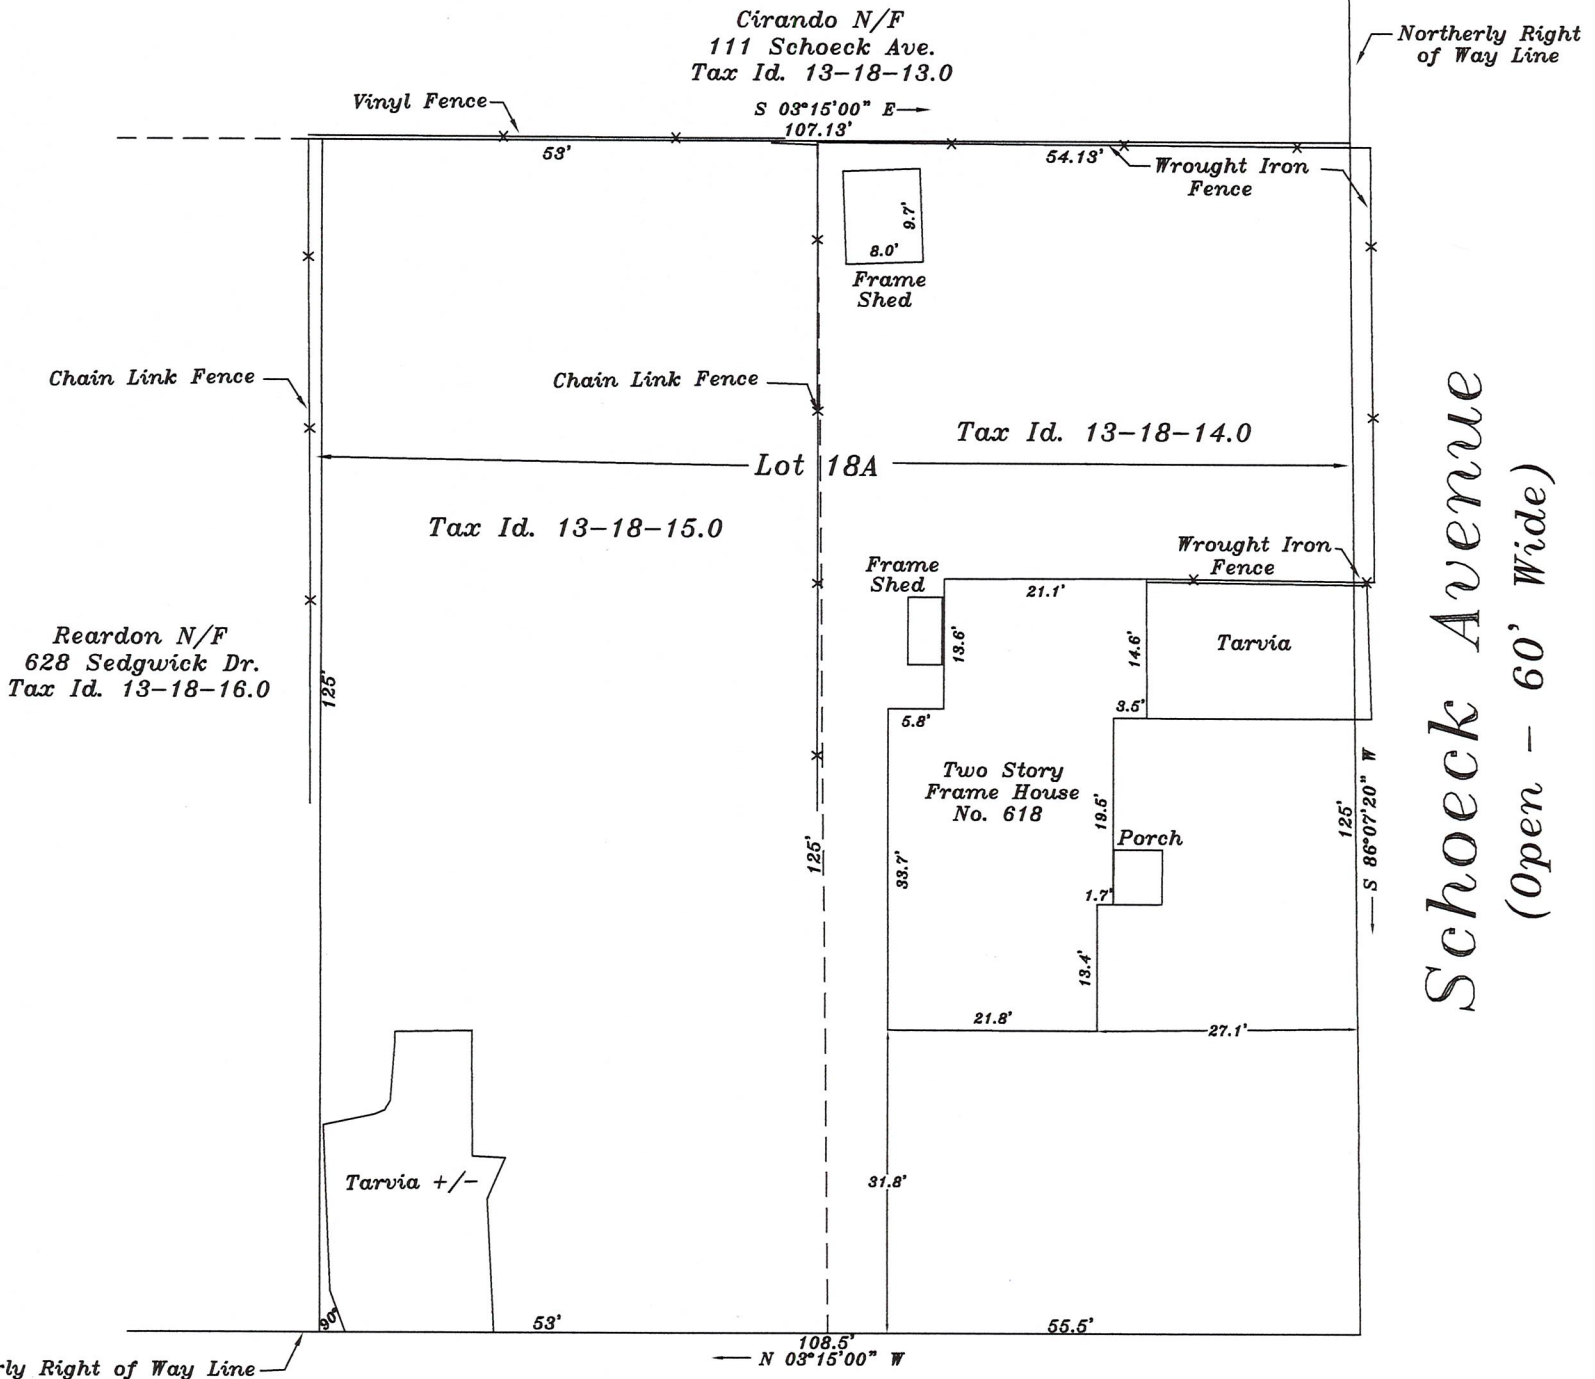 Cirando N/F
111 Schoeck Ave.
Tax Id. 13-18-13.0
Northerly Right
of Way Line
Vinyl Fence
S 03°15'00" E
107.13'
53'
54.13'
Wrought Iron
Fence
9.7'
8.0'
Frame
Shed
Chain Link Fence
Chain Link Fence
Tax Id. 13-18-14.0
Lot 18A
Tax Id. 13-18-15.0
Schoeck Avenue
(Open - 60' Wide)
Wrought Iron
Fence
Frame
Shed
21.1'
13.6'
14.6'
Tarvia
Reardon N/F
628 Sedgwick Dr.
Tax Id. 13-18-16.0
125'
5.8'
3.5'
Two Story
Frame House
No. 618
19.5'
Porch
125'
33.7'
1.7'
125'
S 86°07'20" W
13.4'
21.8'
27.1'
Tarvia +/-
31.8'
90°
53'
55.5'
108.5'
N 03°15'00" W
rly Right of Way Line